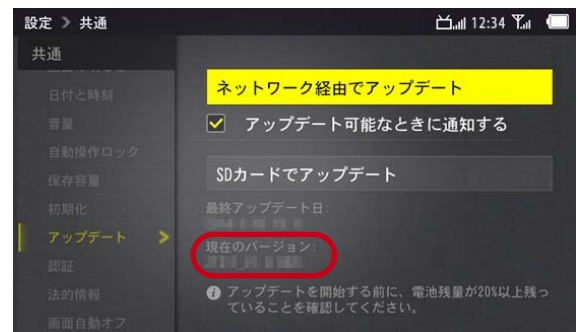 設定 > 共通
12:34
共通
日付と時刻
音量
自動操作ロック
保存容量
初期化
アップデート >
認証
法的情報
画面自動オフ
ネットワーク経由でアップデート
アップデート可能なときに通知する
SDカードでアップデート
最終アップデート日:
現在のバージョン:
アップデートを開始する前に、電池残量が20%以上残っ
ていることを確認してください。